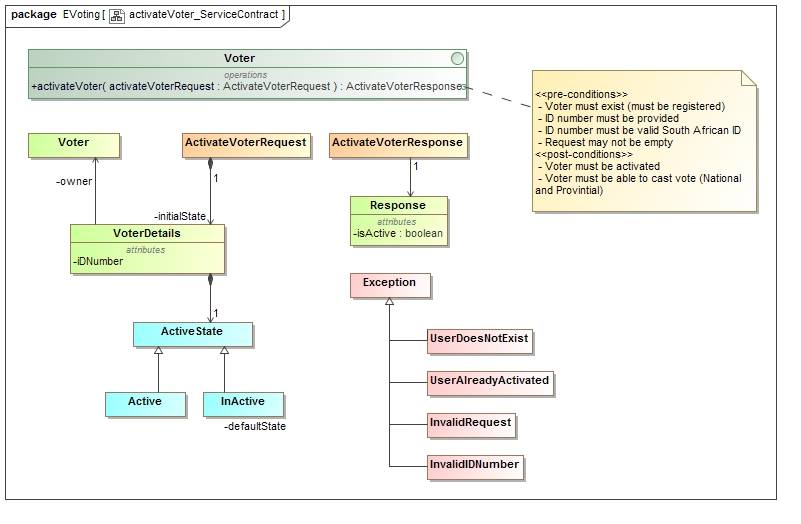 package EVoting [ activateVoter_ServiceContract ]
Voter
operations
+activateVoter( activateVoterRequest : ActivateVoterRequest ) : ActivateVoterResponse
<<pre-conditions>>
- Voter must exist (must be registered)
- ID number must be provided
- ID number must be valid South African ID
- Request may not be empty
<<post-conditions>>
- Voter must be activated
- Voter must be able to cast vote (National
and Provintial)
Voter
ActivateVoterRequest
ActivateVoterResponse
-owner
1
1
-initialState
Response
attributes
-isActive : boolean
VoterDetails
attributes
-iDNumber
Exception
1
ActiveState
UserDoesNotExist
UserAlreadyActivated
Active
InActive
-defaultState
InvalidRequest
InvalidIDNumber